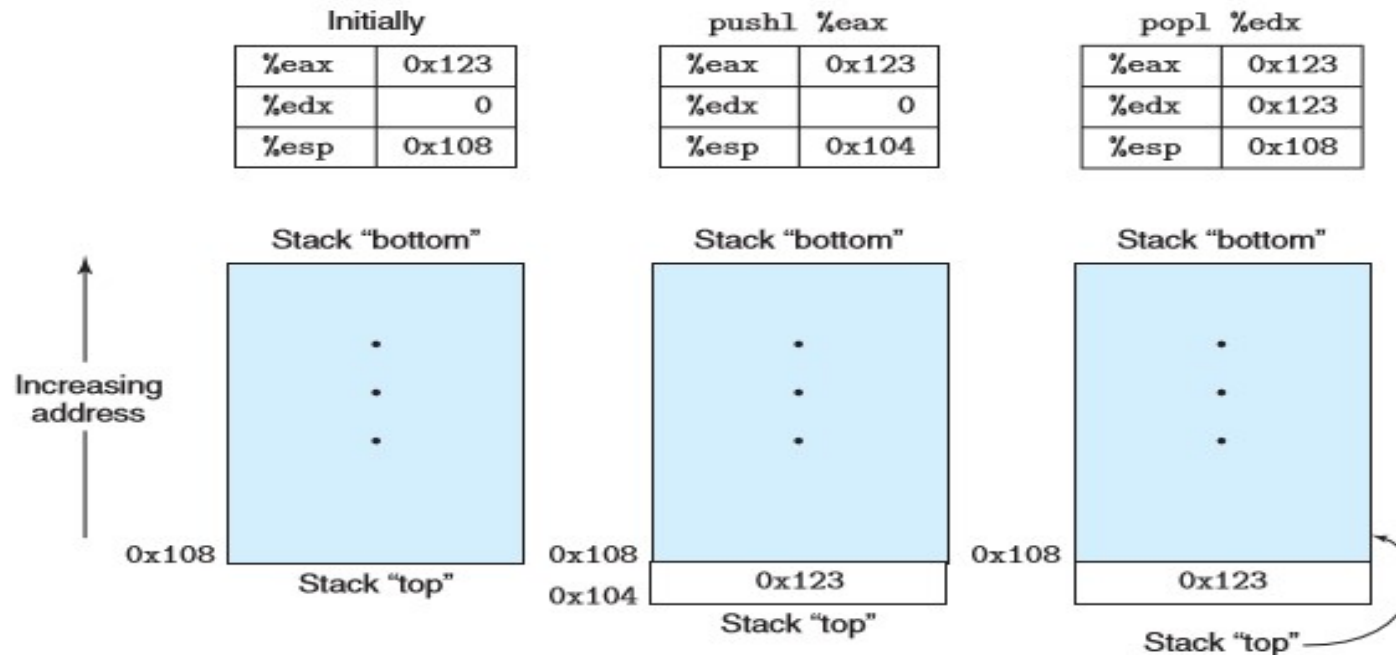 Initially
%eax 0x123
%edx 0
%esp 0x108
pushl %eax
%eax 0x123
%edx 0
%esp 0x104
popl %edx
%eax 0x123
%edx 0x123
%esp 0x108
Increasing
address
Stack “bottom”
0x108
Stack “top”
Stack “bottom”
0x108
0x123
0x104
Stack “top”
Stack “bottom”
0x108
0x123
Stack “top”